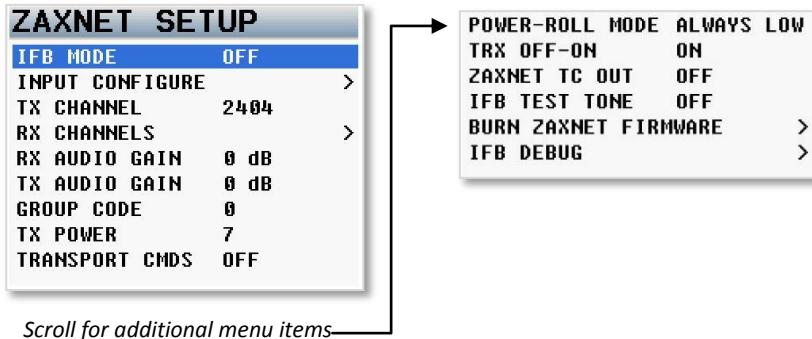 ZAXNET SETUP
IFB MODE OFF
INPUT CONFIGURE >
TX CHANNEL 2404
RX CHANNELS >
RX AUDIO GAIN 0 dB
TX AUDIO GAIN 0 dB
GROUP CODE 0
TX POWER 7
TRANSPORT CMDS OFF
Scroll for additional menu items
POWER-ROLL MODE ALWAYS LOW
TRX OFF-ON ON
ZAXNET TC OUT OFF
IFB TEST TONE OFF
BURN ZAXNET FIRMWARE >
IFB DEBUG >